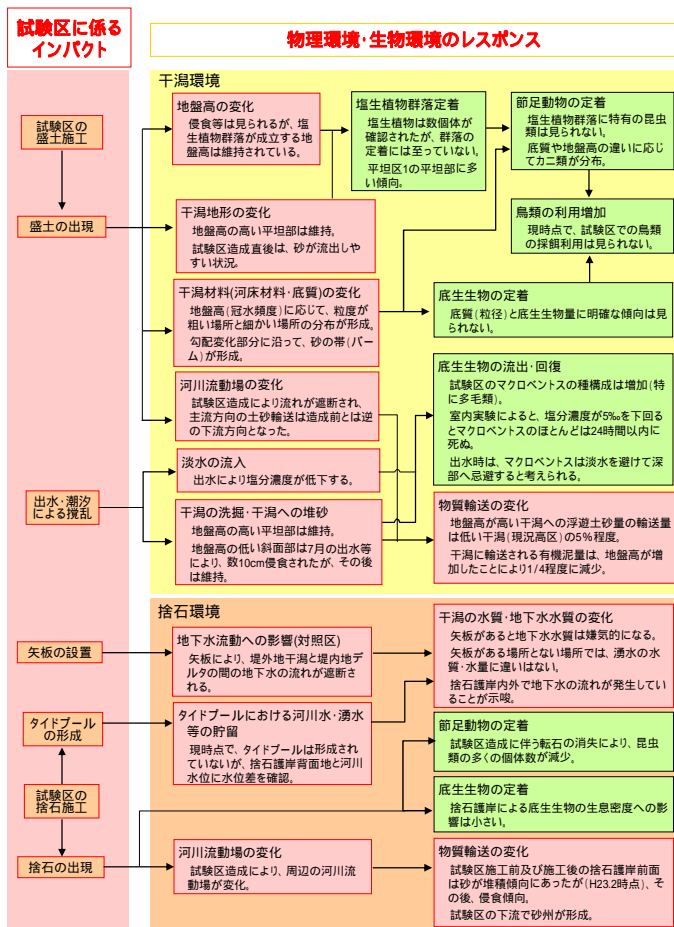 試験区に係る
インパクト
物理環境・生物環境のレスポンス
試験区の
盛土施工
盛土の出現
出水・潮汐
による撹乱
矢板の設置
タイドプール
の形成
試験区の
捨石施工
捨石の出現
干潟環境
地盤高の変化
侵食等は見られるが、塩
生植物群落が成立する地
盤高は維持されている。
塩生植物群落定着
塩生植物は数個体が
確認されたが、群落の
定着には至っていない。
平坦区1の平坦部に多
い傾向。
節足動物の定着
塩生植物群落に特有の昆虫
類は見られない。
底質や地盤高の違いに応じ
てカニ類が分布。
干潟地形の変化
地盤高の高い平坦部は維持。
試験区造成直後は、砂が流出しや
すい状況。
鳥類の利用増加
現時点で、試験区での鳥類
の採餌利用は見られない。
干潟材料(河床材料・底質)の変化
地盤高(冠水頻度)に応じて、粒度が
粗い場所と細かい場所の分布が形成。
勾配変化部分に沿って、砂の帯(バー
ム)が形成。
底生生物の定着
底質(粒径)と底生生物量に明確な傾向は
見られない。
河川流動場の変化
試験区造成により流れが遮断され、
主流方向の土砂輸送は造成前とは逆
の下流方向となった。
底生生物の流出・回復
試験区のマクロベントスの種構成は増加(特
に多毛類)。
室内実験によると、塩分濃度が5‰を下回る
とマクロベントスのほとんどは24時間以内に
死ぬ。
出水時は、マクロベントスは淡水を避けて深
部へ忌避すると考えられる。
淡水の流入
出水により塩分濃度が低下する。
干潟の洗掘・干潟への堆砂
地盤高の高い平坦部は維持。
地盤高の低い斜面部は7月の出水等
により、数10cm侵食されたが、その後
は維持。
物質輸送の変化
地盤高が高い干潟への浮遊土砂量の輸送量
は低い干潟(現況高区)の5%程度。
干潟に輸送される有機泥量は、地盤高が増
加したことにより1/4程度に減少。
捨石環境
地下水流動への影響(対照区)
矢板により、堤外地干潟と堤内地デ
ルタの間の地下水の流れが遮断さ
れる。
干潟の水質・地下水水質の変化
矢板があると地下水水質は嫌気的になる。
矢板がある場所とない場所では、湧水の水
質・水量に違いはない。
捨石護岸内外で地下水の流れが発生してい
ることが示唆。
タイドプールにおける河川水・湧水
等の貯留
現時点で、タイドプールは形成され
ていないが、捨石護岸背面地と河川
水位に水位差を確認。
節足動物の定着
試験区造成に伴う転石の消失により、昆虫
類の多くの個体数が減少。
底生生物の定着
捨石護岸による底生生物の生息密度への影
響は小さい。
河川流動場の変化
試験区造成により、周辺の河川流
動場が変化。
物質輸送の変化
試験区施工前及び施工後の捨石護岸前面
は砂が堆積傾向にあったが(H23.2時点)、そ
の後、侵食傾向。
試験区の下流で砂州が形成。